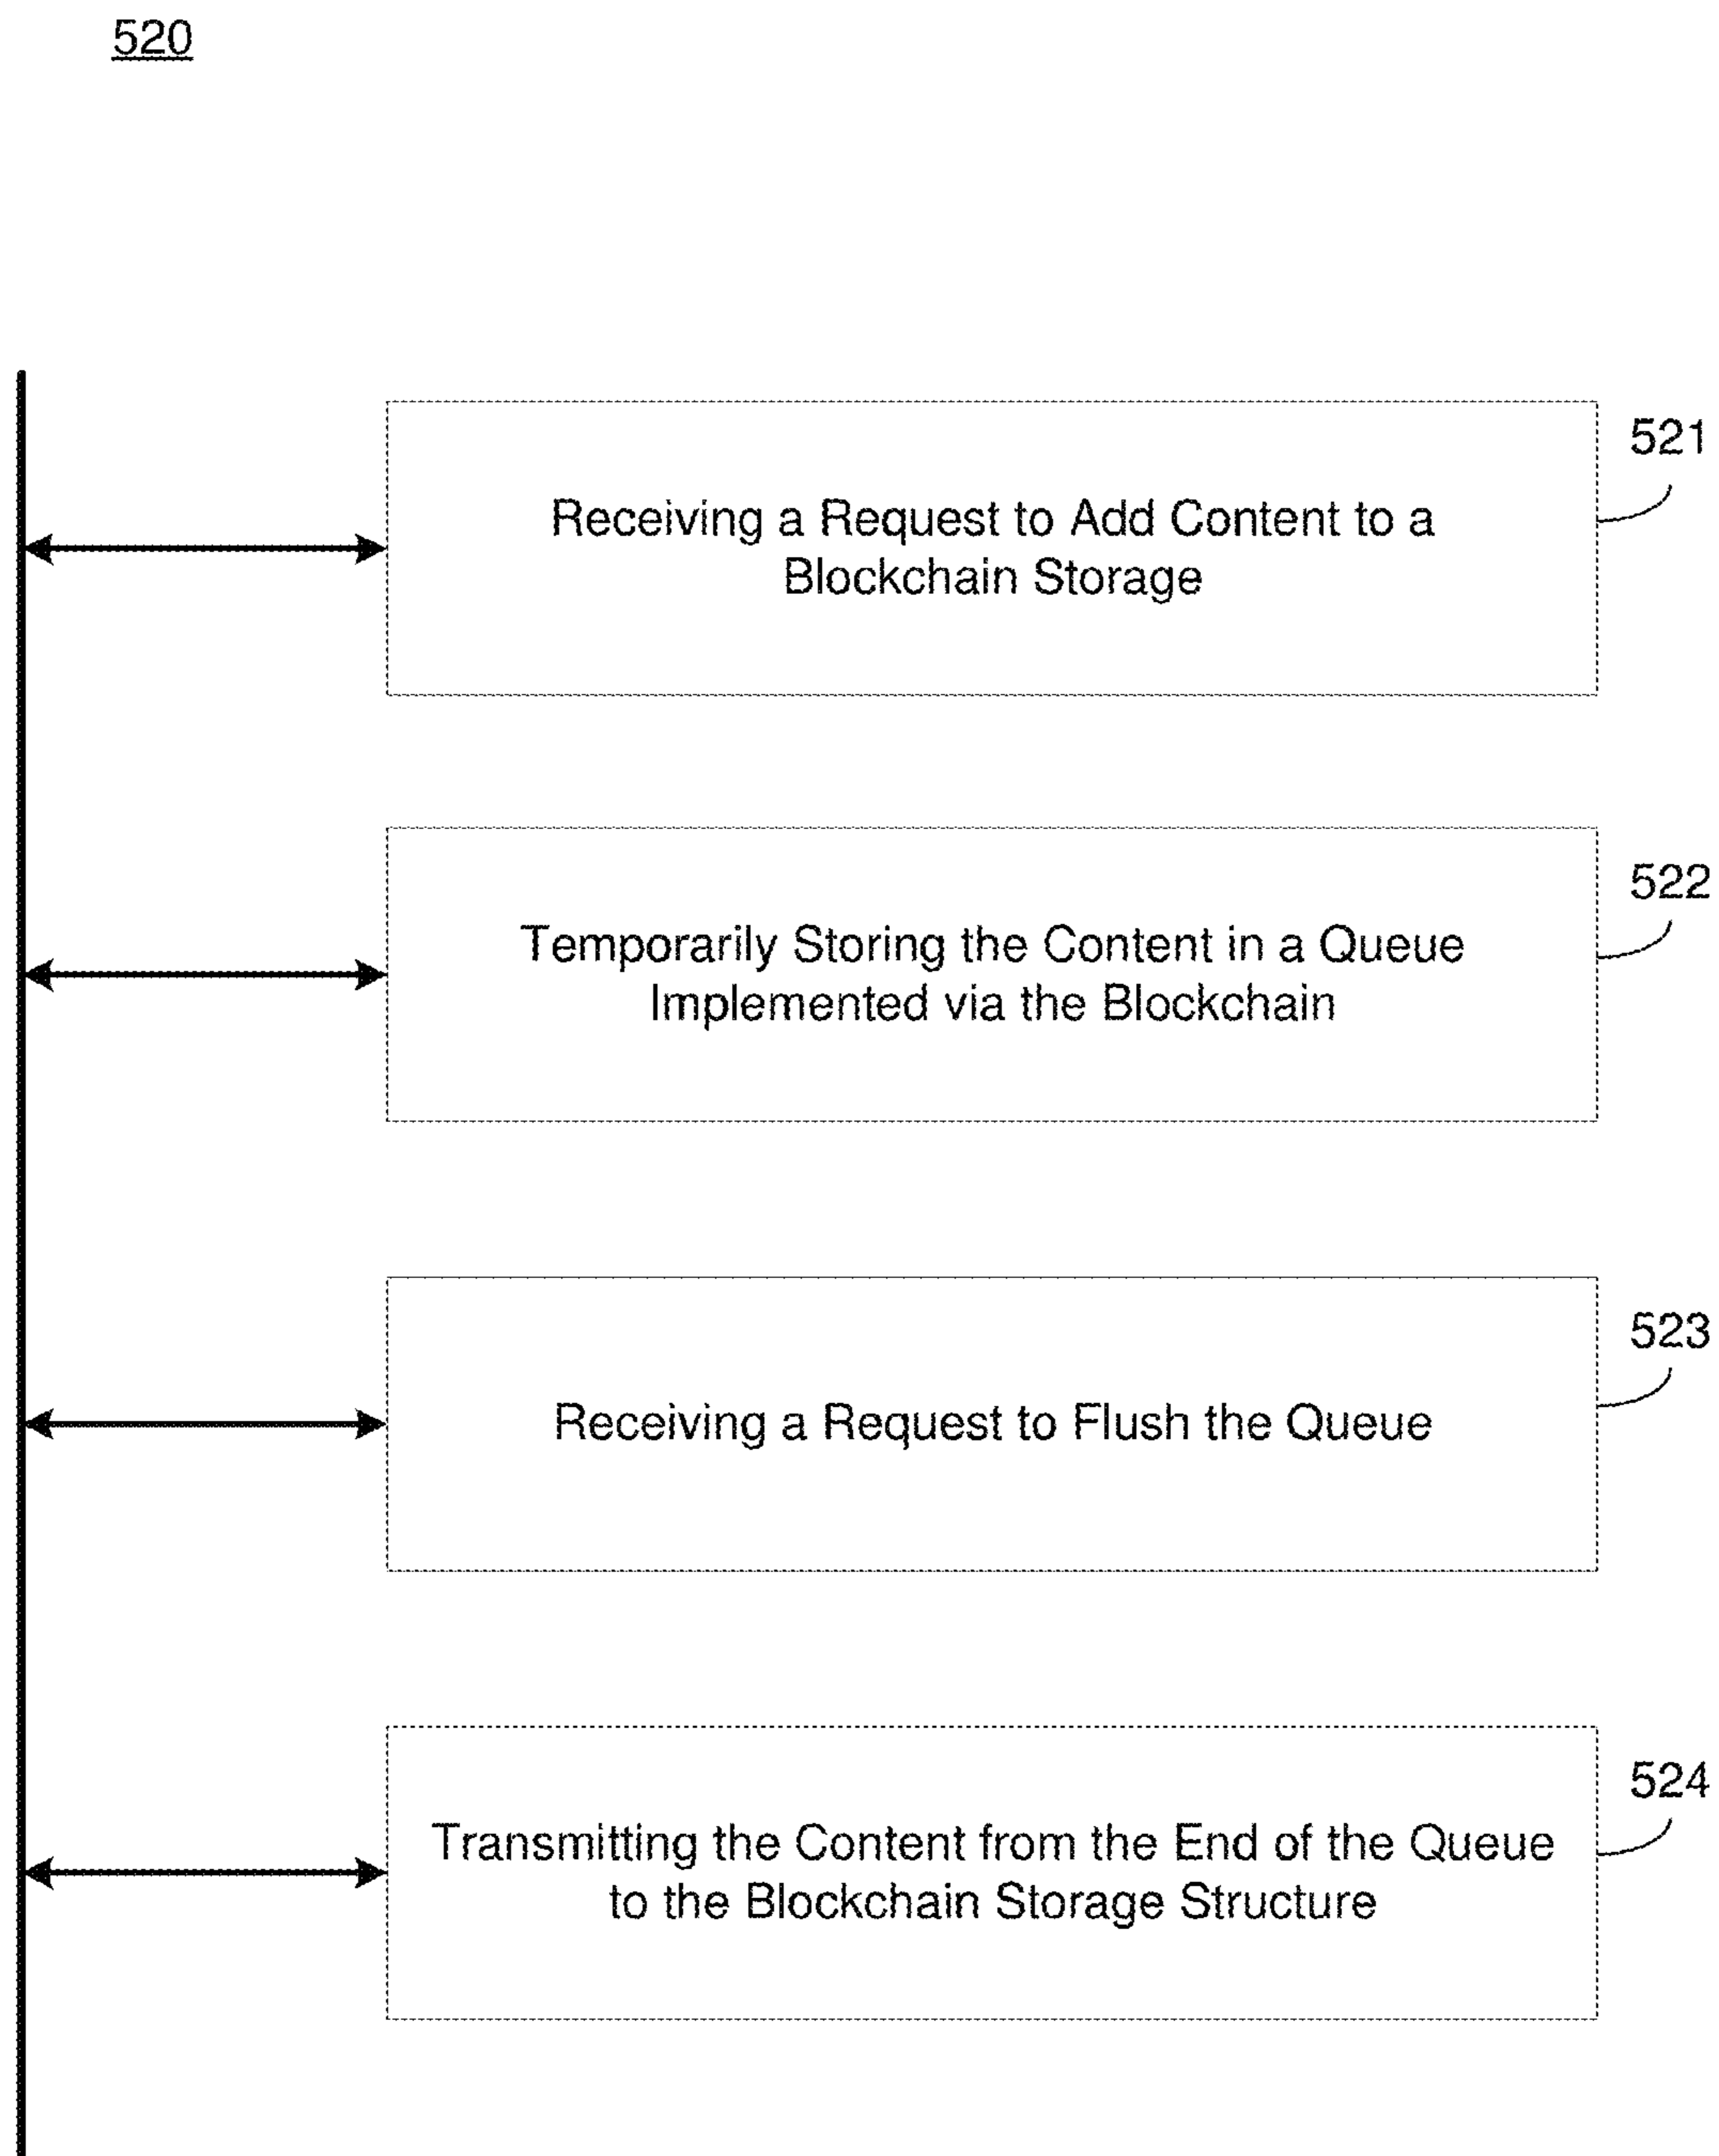 520
521
Receiving a Request to Add Content to a
Blockchain Storage
522
Temporarily Storing the Content in a Queue
Implemented via the Blockchain
523
Receiving a Request to Flush the Queue
524
Transmitting the Content from the End of the Queue
to the Blockchain Storage Structure